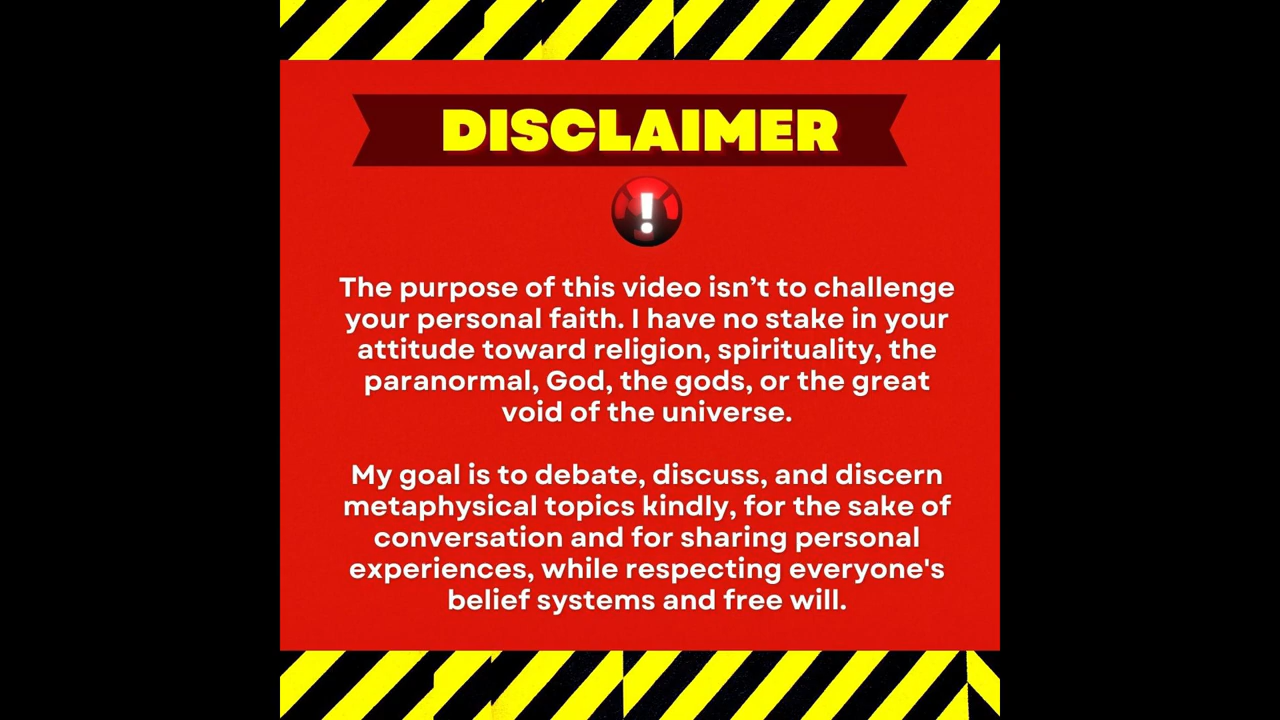 DISCLAIMER
!
The purpose of this video isn’t to challenge
your personal faith. I have no stake in your
attitude toward religion, spirituality, the
paranormal, God, the gods, or the great
void of the universe.
My goal is to debate, discuss, and discern
metaphysical topics kindly, for the sake of
conversation and for sharing personal
experiences, while respecting everyone's
belief systems and free will.